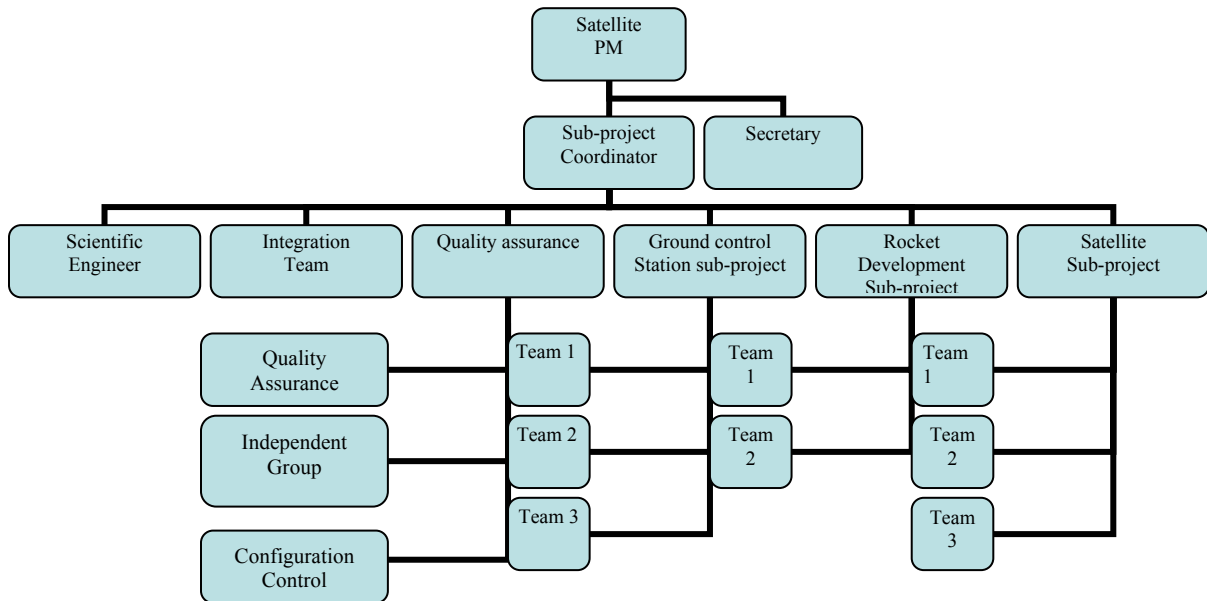 Satellite
PM
Sub-project
Coordinator
Secretary
Scientific
Engineer
Integration
Team
Quality assurance
Ground control
Station sub-project
Rocket
Development
Sub-project
Satellite
Sub-project
Quality
Assurance
Team 1
Team
1
Team
1
Independent
Group
Team 2
Team
2
Team
2
Configuration
Control
Team 3
Team
3